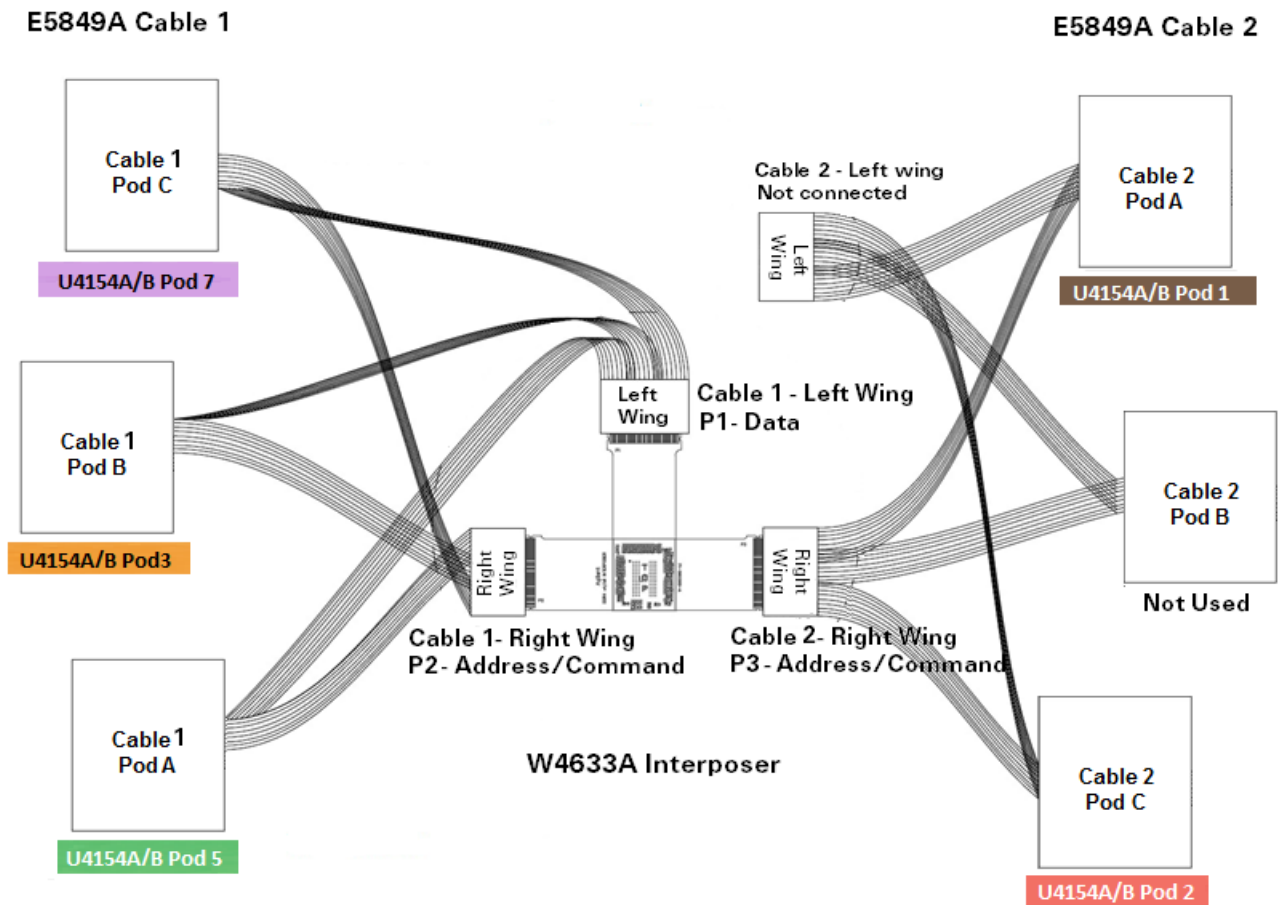 E5849A Cable 1
E5849A Cable 2
Cable 1
Pod C
U4154A/B Pod 7
Cable 2 - Left wing
Not connected
Left
Wing
Cable 2
Pod A
U4154A/B Pod 1
Cable 1
Pod B
U4154A/B Pod3
Left
Wing
Cable 1 - Left Wing
P1- Data
Cable 2
Pod B
Not Used
Right
Wing
Right
Wing
Cable 1- Right Wing
P2- Address/Command
Cable 2- Right Wing
P3- Address/Command
Cable 1
Pod A
U4154A/B Pod 5
W4633A Interposer
Cable 2
Pod C
U4154A/B Pod 2